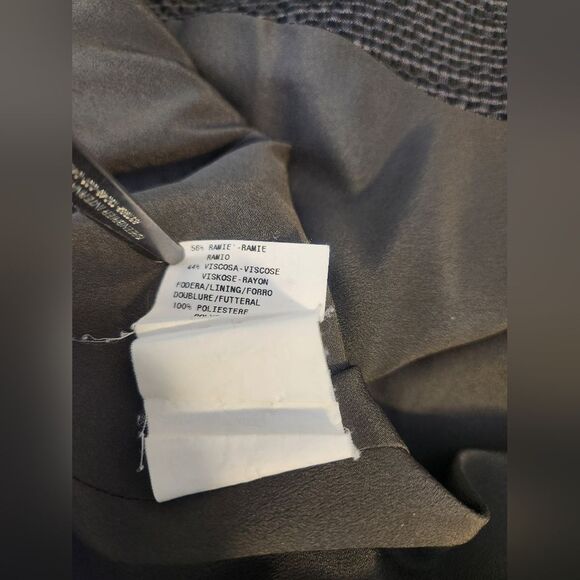 56% RAMIE'-RAMIE
RAMIO
44% VISCOSA-VISCOSE
VISKOSE-RAYON
FODERA/LINING/FORRO
DOUBLURE/FUTTERAL
100% POLIESTERE